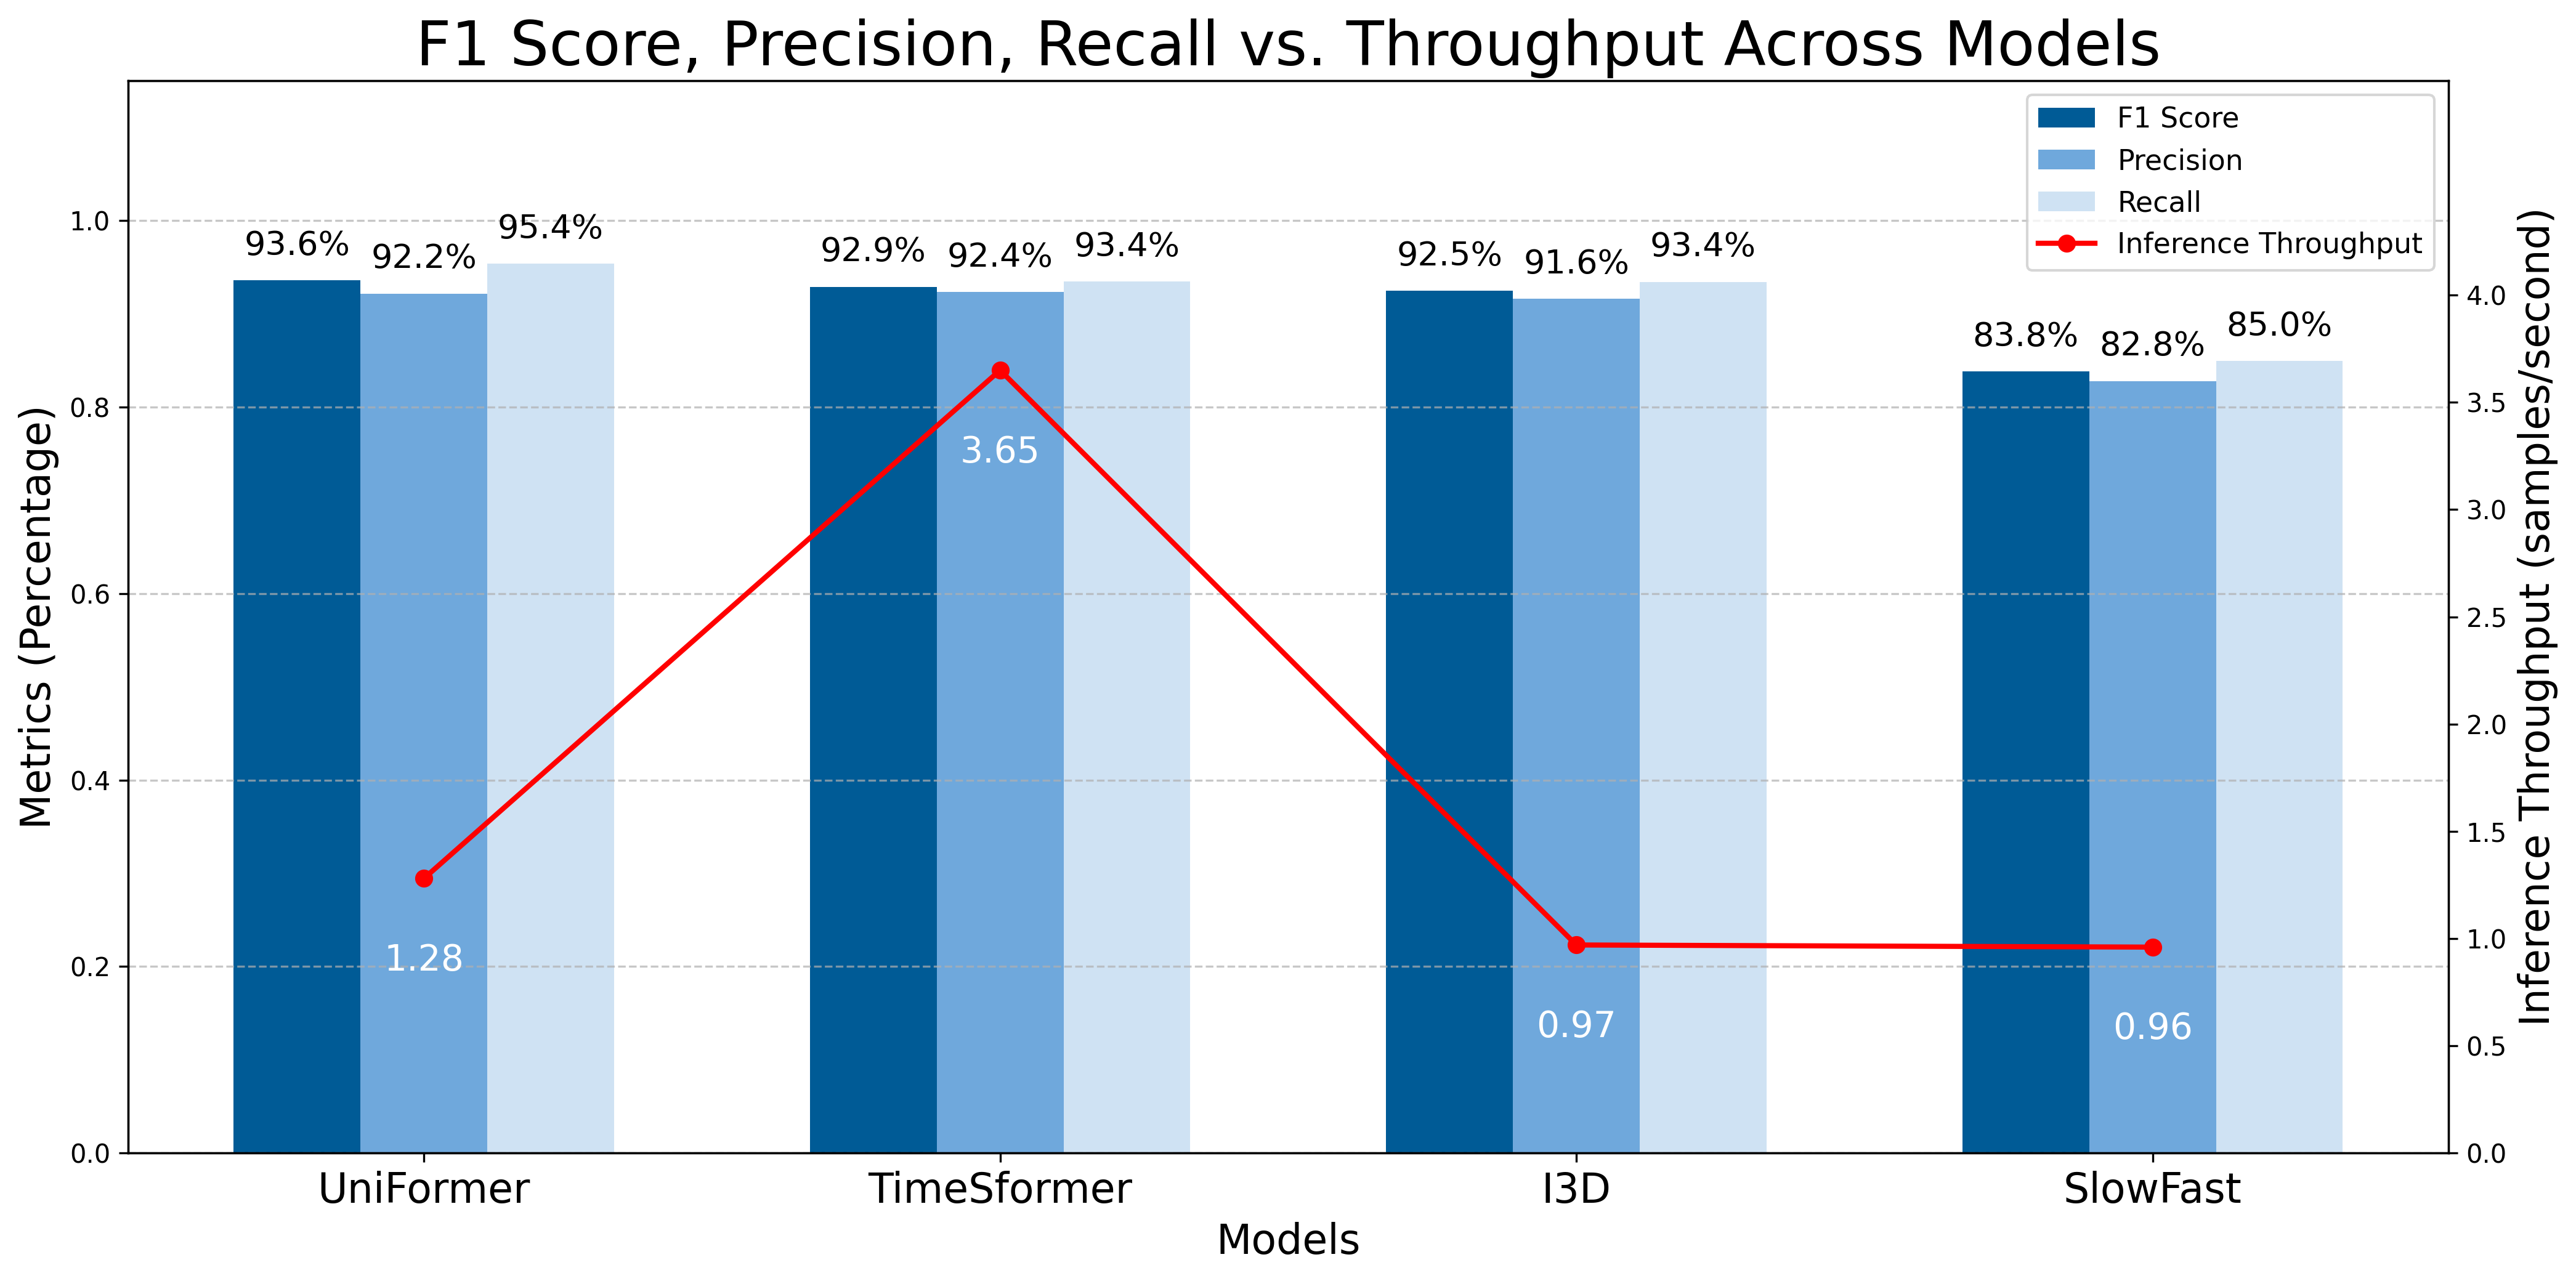 F1 Score, Precision, Recall vs. Throughput Across Models
F1 Score
Precision
Recall
Inference Throughput
Metrics (Percentage)
1.0
0.8
0.6
0.4
0.2
0.0
93.6% 92.2% 95.4%
92.9% 92.4% 93.4%
92.5% 91.6% 93.4%
83.8% 82.8% 85.0%
1.28
3.65
0.97
0.96
4.0
3.5
3.0
2.5
2.0
1.5
1.0
0.5
0.0
Inference Throughput (samples/second)
UniFormer TimeSformer I3D SlowFast
Models